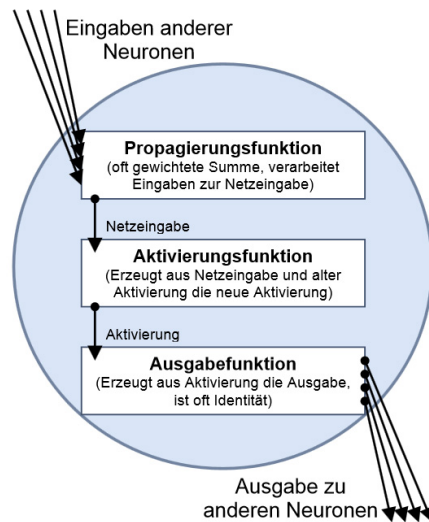 Eingaben anderer
Neuronen
Propagierungsfunktion
(oft gewichtete Summe, verarbeitet
Eingaben zur Netzeingabe)
Netzeingabe
Aktivierungsfunktion
(Erzeugt aus Netzeingabe und alter
Aktivierung die neue Aktivierung)
Aktivierung
Ausgabefunktion
(Erzeugt aus Aktivierung die Ausgabe,
ist oft Identität)
Ausgabe zu
anderen Neuronen